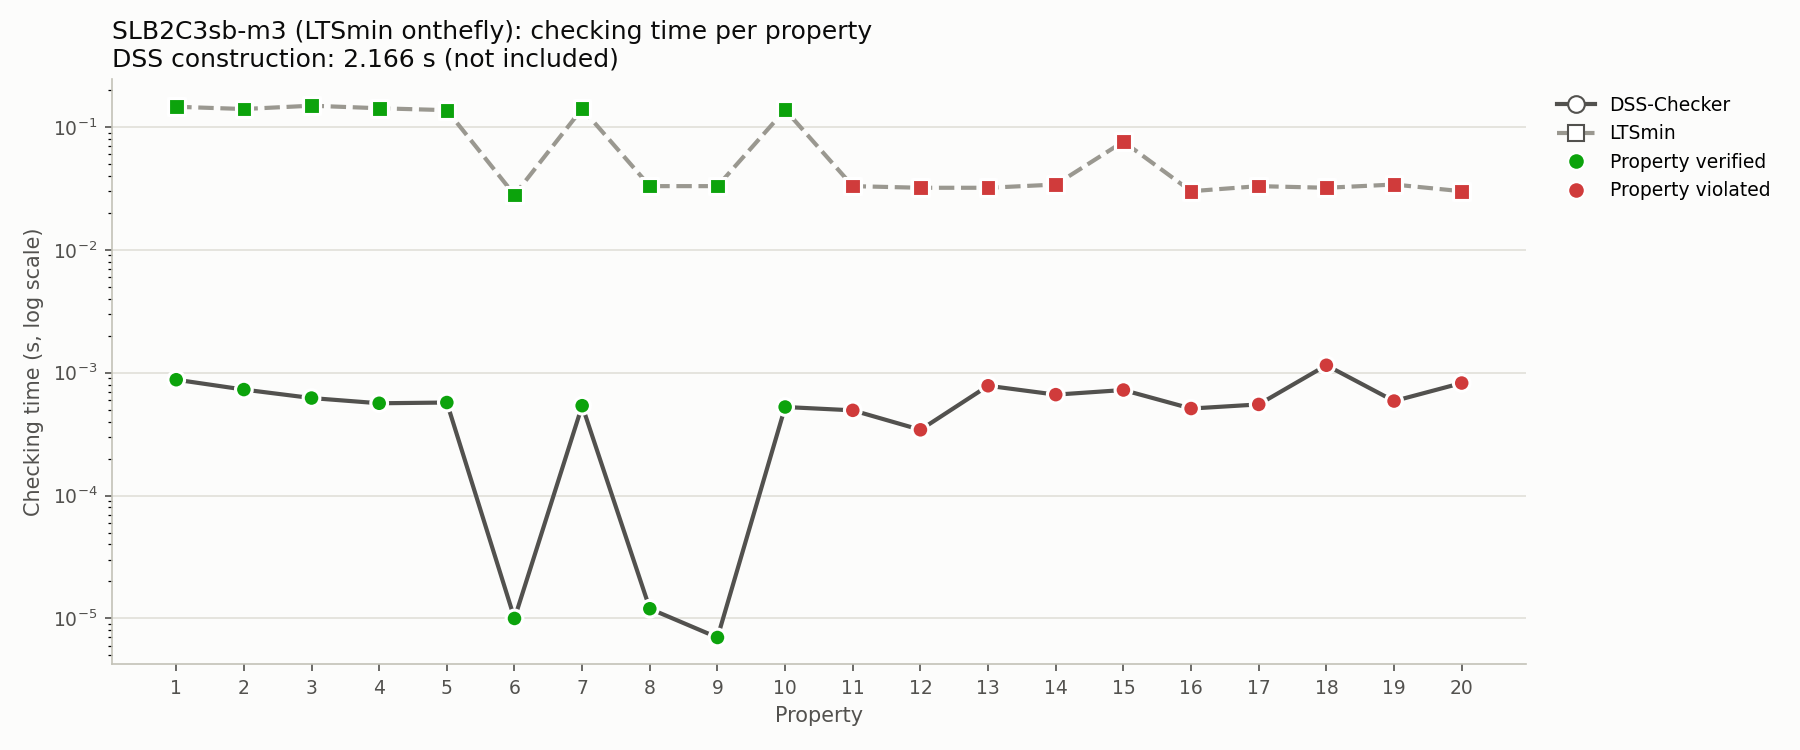 SLB2C3sb-m3 (LTSmin onthefly): checking time per property
DSS construction: 2.166 s (not included)
Checking time (s, log scale)
10⁻¹
10⁻²
10⁻³
10⁻⁴
10⁻⁵
1 2 3 4 5 6 7 8 9 10 11 12 13 14 15 16 17 18 19 20
Property
DSS-Checker
LTSmin
Property verified
Property violated